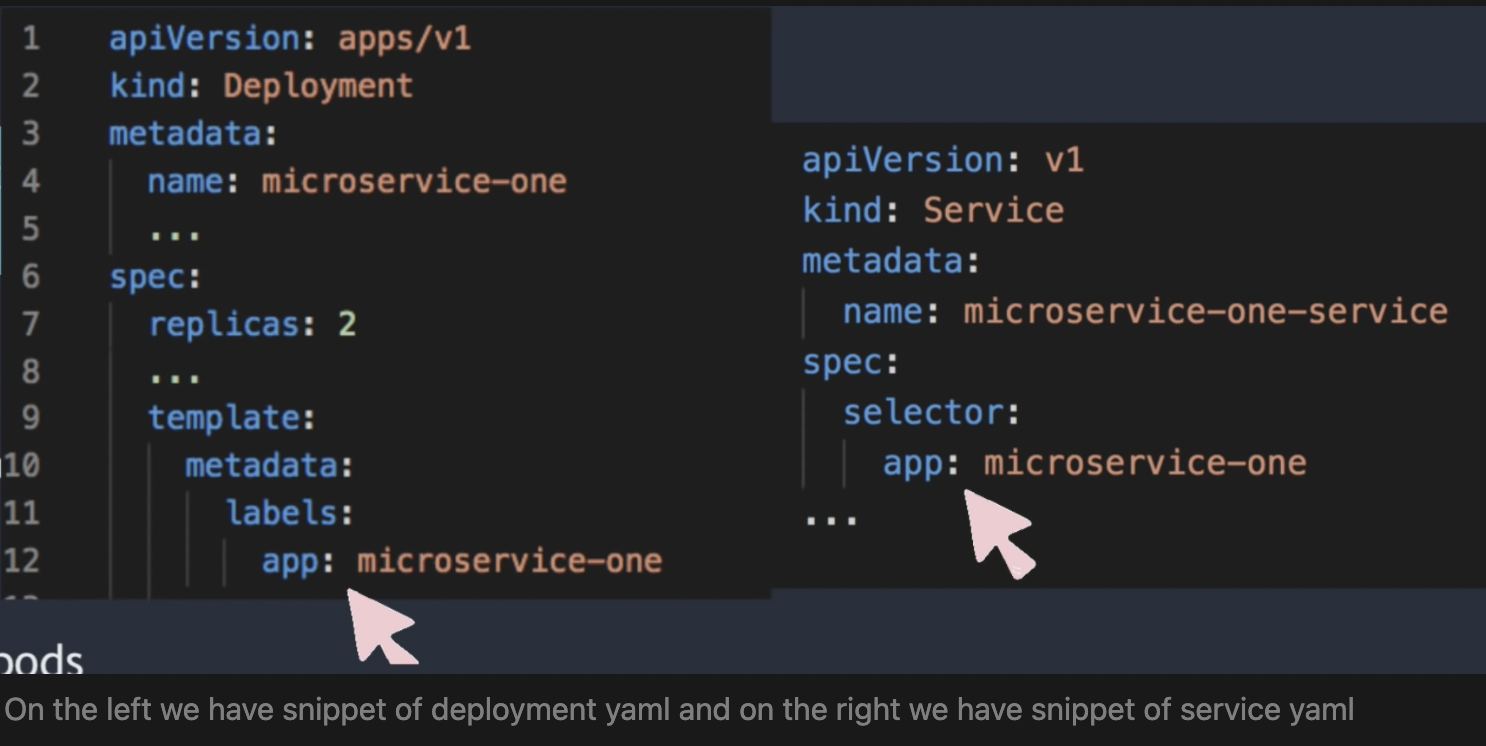 1 apiVersion: apps/v1
2 kind: Deployment
3 metadata:
4 name: microservice-one
5 ...
6 spec:
7 replicas: 2
8 ...
9 template:
10 metadata:
11 labels:
12 app: microservice-one
apiVersion: v1
kind: Service
metadata:
name: microservice-one-service
spec:
selector:
app: microservice-one
...
On the left we have snippet of deployment yaml and on the right we have snippet of service yaml